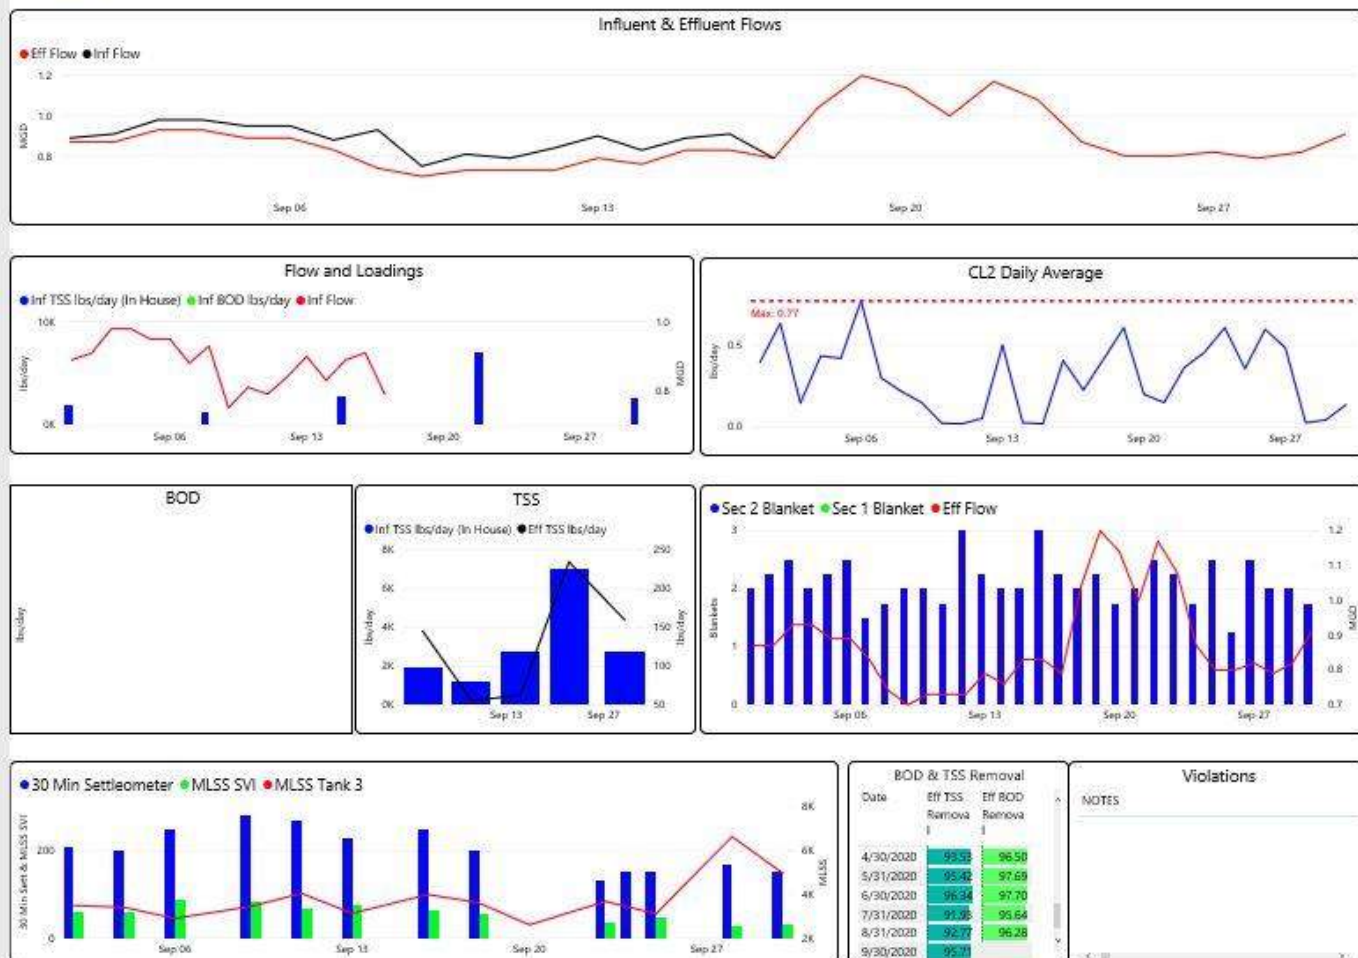 Influent & Effluent Flows
Eff Flow Inf Flow
1.2
1.0
0.8
MGD
Sep 06 Sep 13 Sep 20 Sep 27
Flow and Loadings
Inf TSS lbs/day (In House) Inf BOD lbs/day Inf Flow
10K
0K
lbs/day
1.0
0.8
MGD
Sep 06 Sep 13 Sep 20 Sep 27
CL2 Daily Average
Max: 0.77
0.5
0.0
lbs/day
Sep 06 Sep 13 Sep 20 Sep 27
BOD
lbs/day
TSS
Inf TSS lbs/day (In House) Eff TSS lbs/day
8K
6K
4K
2K
0K
lbs/day
250
200
150
100
50
lbs/day
Sep 13 Sep 27
Sec 2 Blanket Sec 1 Blanket Eff Flow
3
2
1
0
Blankets
1.2
1.1
1.0
0.9
0.8
0.7
MGD
Sep 06 Sep 13 Sep 20 Sep 27
30 Min Settleometer MLSS SVI MLSS Tank 3
200
0
30 Min Sett & MLSS SVI
8K
6K
4K
2K
MLSS
Sep 06 Sep 13 Sep 20 Sep 27
BOD & TSS Removal
Date Eff TSS Eff BOD
Remova Remova
l l
4/30/2020 93.53 96.50
5/31/2020 95.42 97.69
6/30/2020 96.34 97.70
7/31/2020 91.93 95.64
8/31/2020 92.77 96.28
9/30/2020 95.71
Violations
NOTES